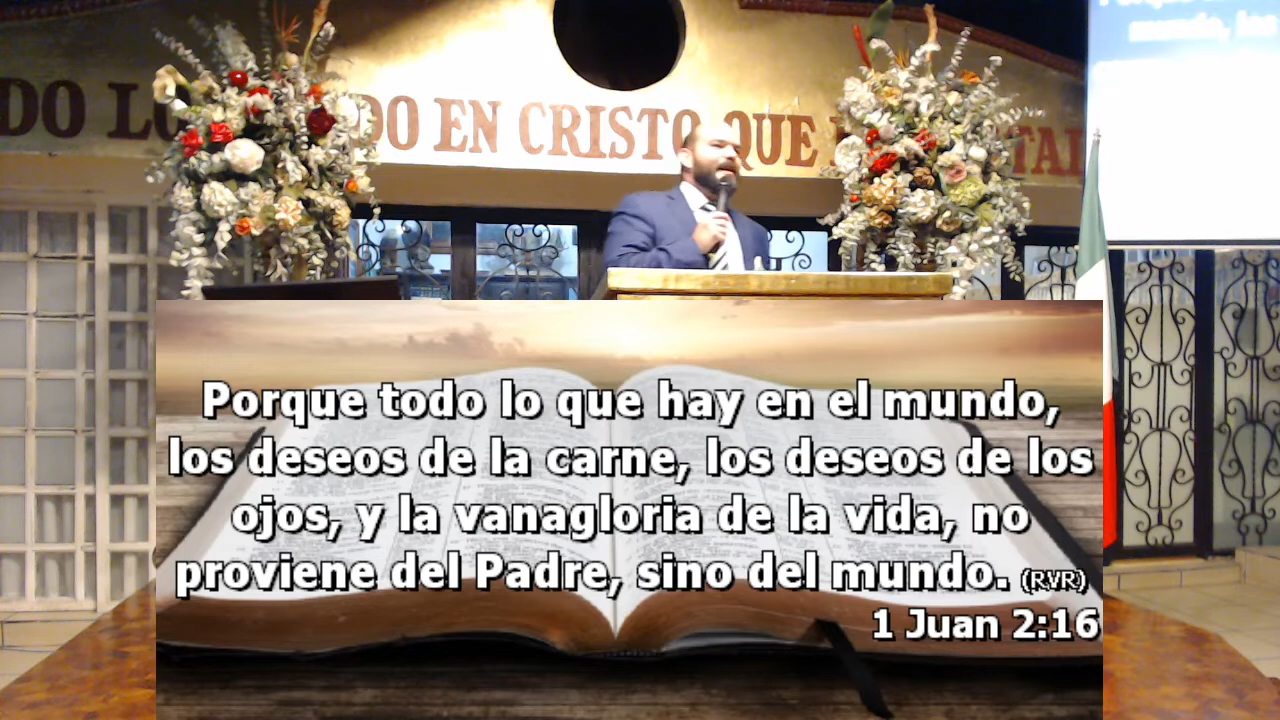 DO EN CRISTO QUE
Porque todo lo que hay en el mundo,
los deseos de la carne, los deseos de los
ojos, y la vanagloria de la vida, no
proviene del Padre, sino del mundo. (RVR)
1 Juan 2:16